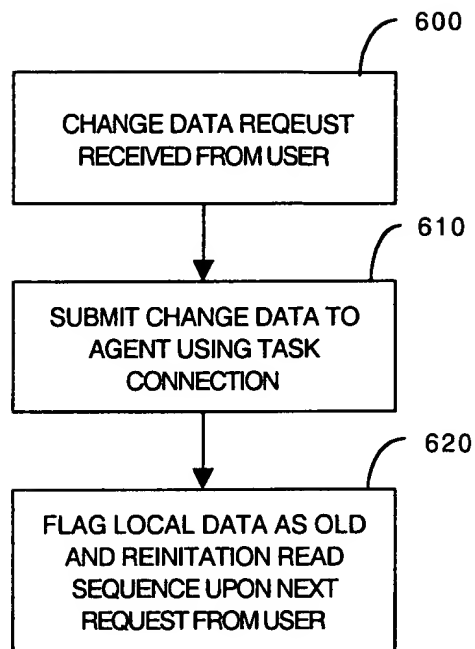 600
CHANGE DATA REQEUST
RECEIVED FROM USER
610
SUBMIT CHANGE DATA TO
AGENT USING TASK
CONNECTION
620
FLAG LOCAL DATA AS OLD
AND REINITATION READ
SEQUENCE UPON NEXT
REQUEST FROM USER